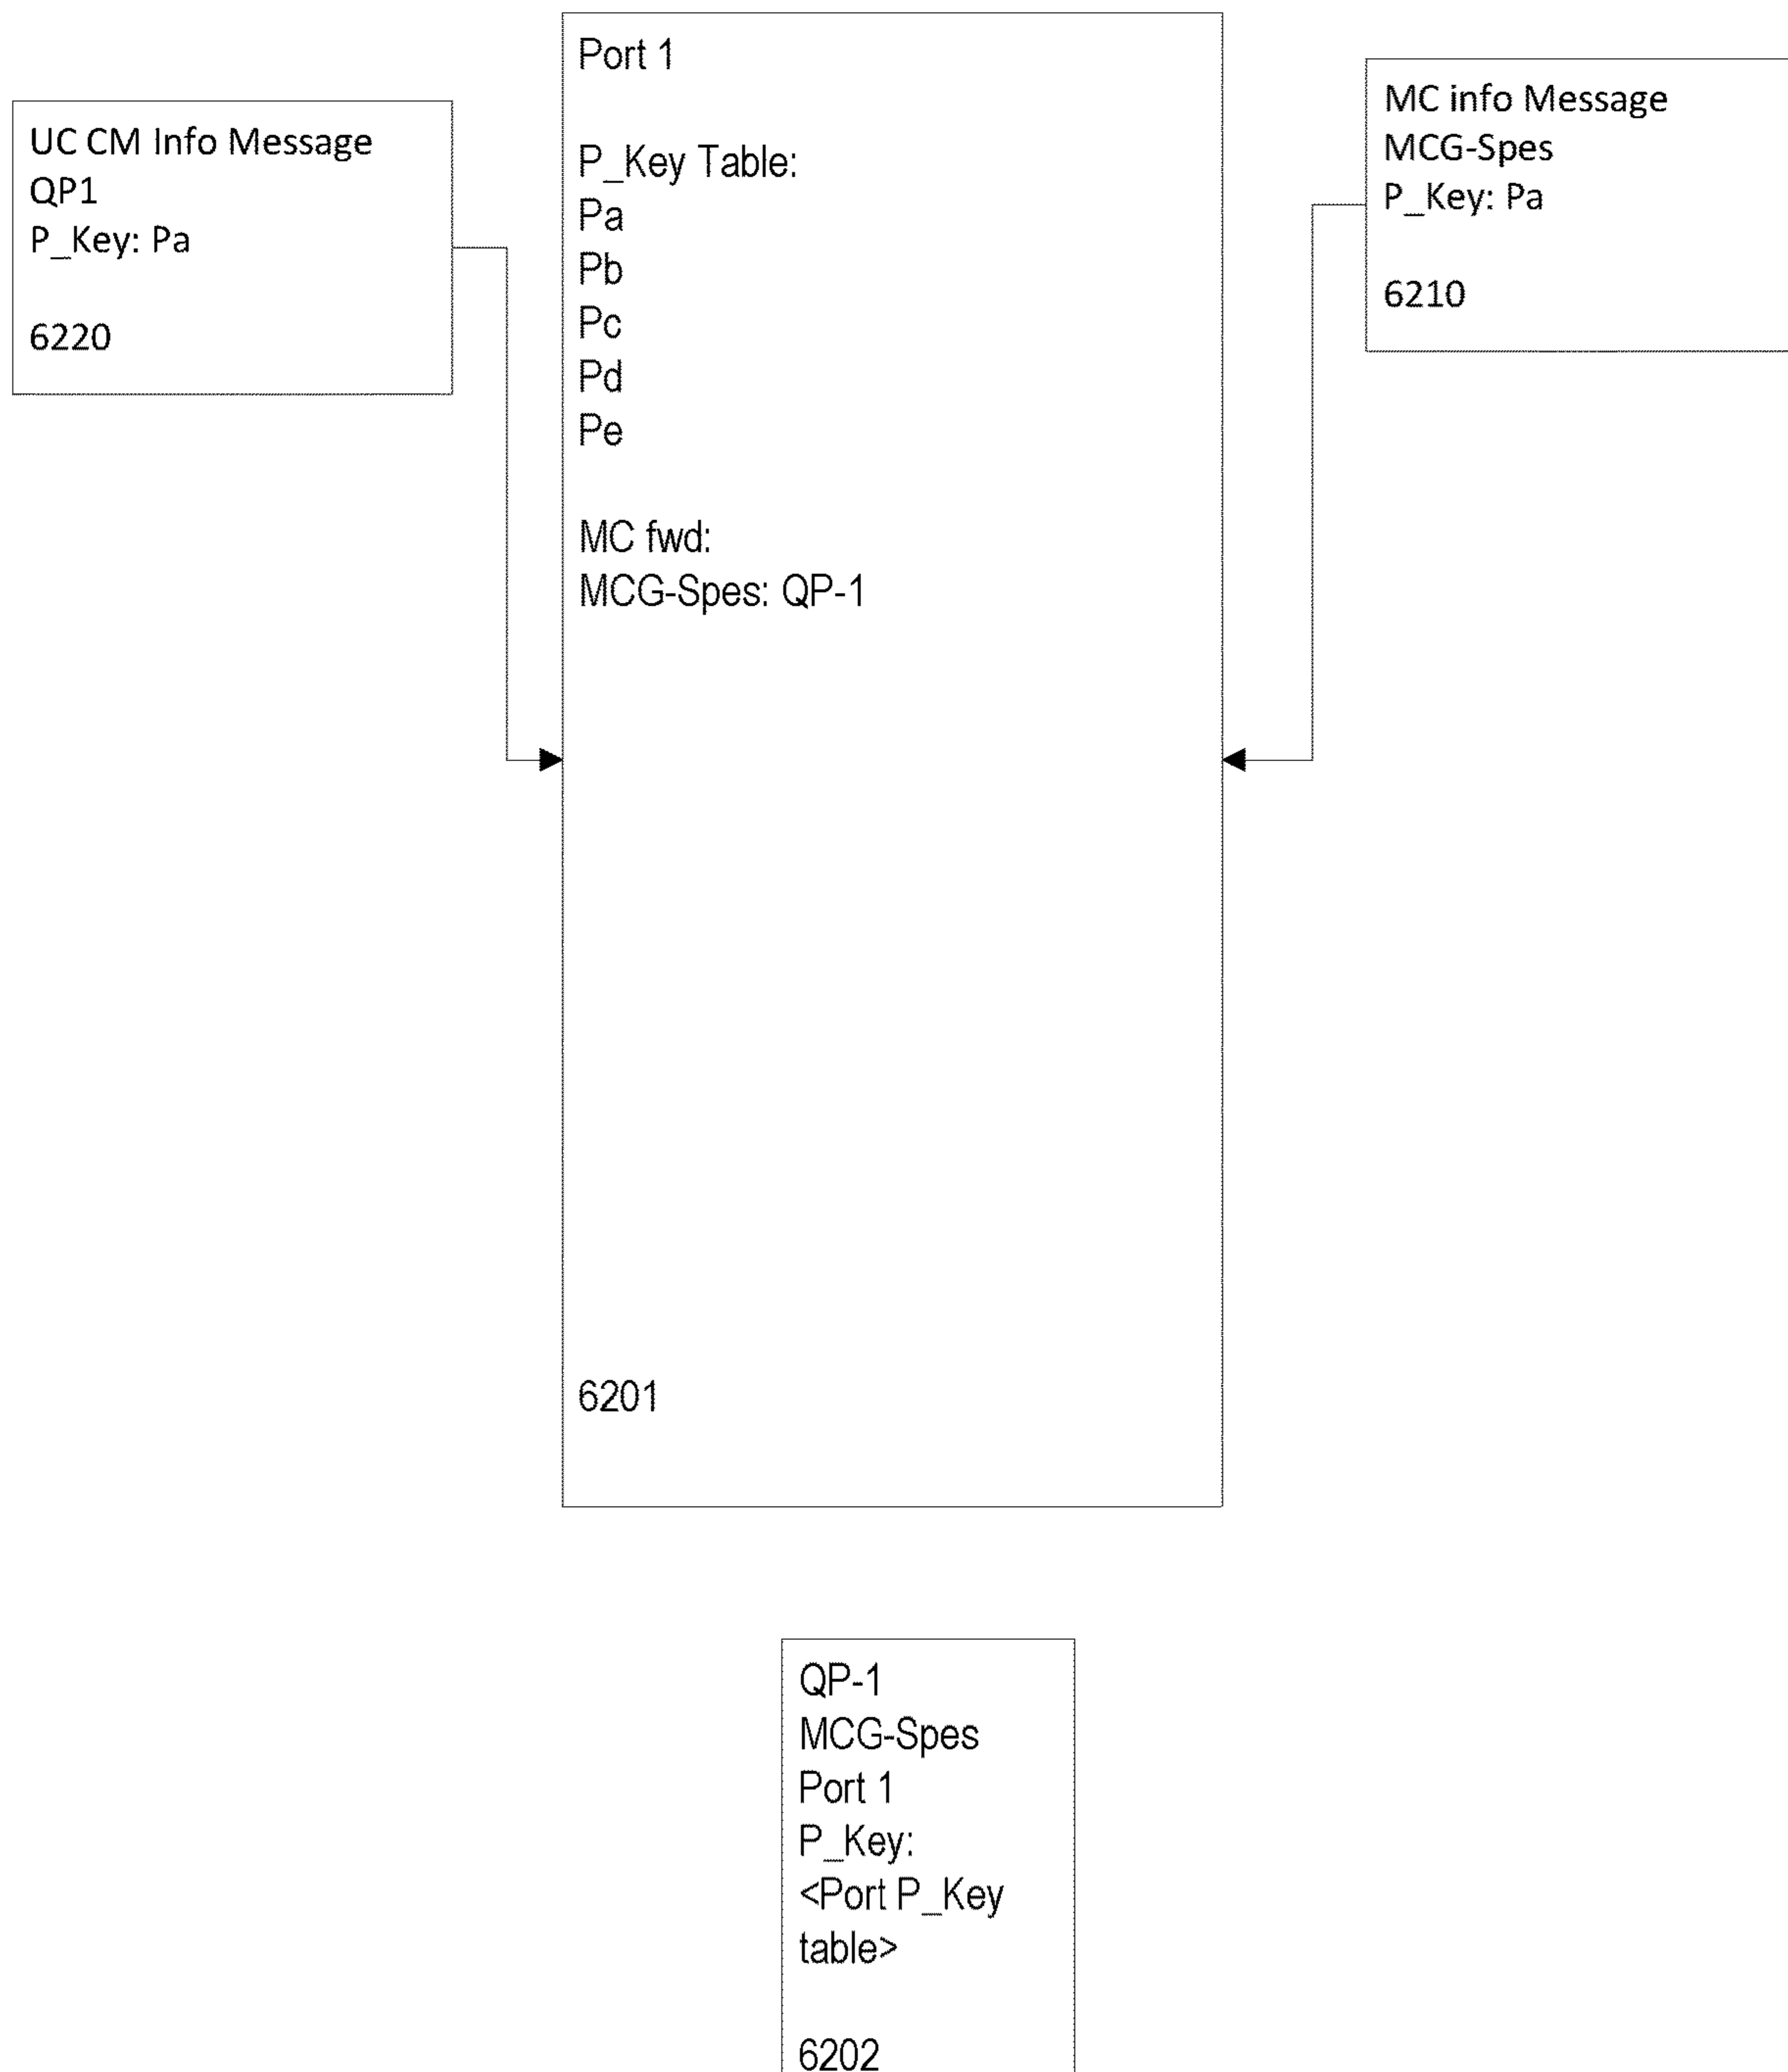 UC CM Info Message
QP1
P_Key: Pa
6220
Port 1
P_Key Table:
Pa
Pb
Pc
Pd
Pe
MC fwd:
MCG-Spes: QP-1
6201
MC info Message
MCG-Spes
P_Key: Pa
6210
QP-1
MCG-Spes
Port 1
P_Key:
<Port P_Key
table>
6202